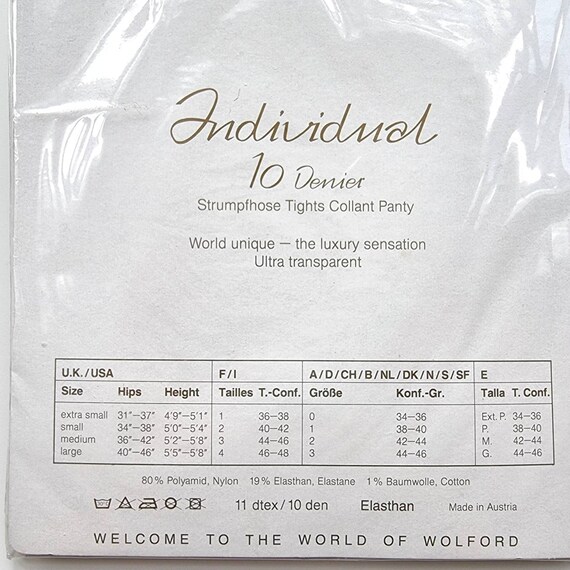 Individual
10 Denier
Strumpfhose Tights Collant Panty
World unique — the luxury sensation
Ultra transparent
U.K./USA F/I A/D/CH/B/NL/DK/N/S/SF E
Size Hips Height Tailles T.-Conf. Größe Konf.-Gr. Talla T. Conf.
extra small 31"—37" 4'9"—5'1" 1 36—38 0 34—36 Ext. P. 34—36
small 34"—38" 5'0"—5'4" 2 40—42 1 38—40 P. 38—40
medium 36"—42" 5'2"—5'8" 3 44—46 2 42—44 M. 42—44
large 40"—46" 5'5"—5'8" 4 46—48 3 44—46 G. 44—46
80% Polyamid, Nylon 19% Elasthan, Elastane 1% Baumwolle, Cotton
11 dtex/10 den Elasthan Made in Austria
WELCOME TO THE WORLD OF WOLFORD